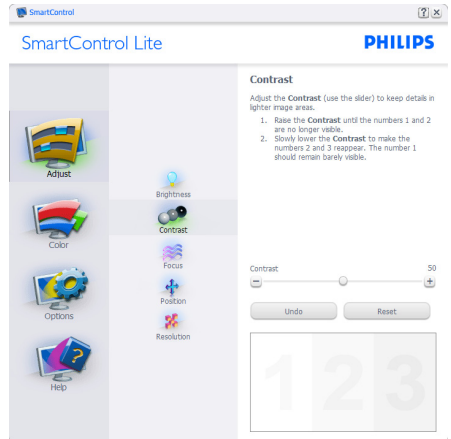 SmartControl
SmartControl Lite
PHILIPS
Adjust
Color
Options
Help
Brightness
Contrast
Focus
Position
Resolution
Contrast
Adjust the Contrast (use the slider) to keep details in
lighter image areas.
1. Raise the Contrast until the numbers 1 and 2
are no longer visible.
2. Slowly lower the Contrast to make the
numbers 2 and 3 reappear. The number 1
should remain barely visible.
Contrast 50
Undo Reset
1 2 3